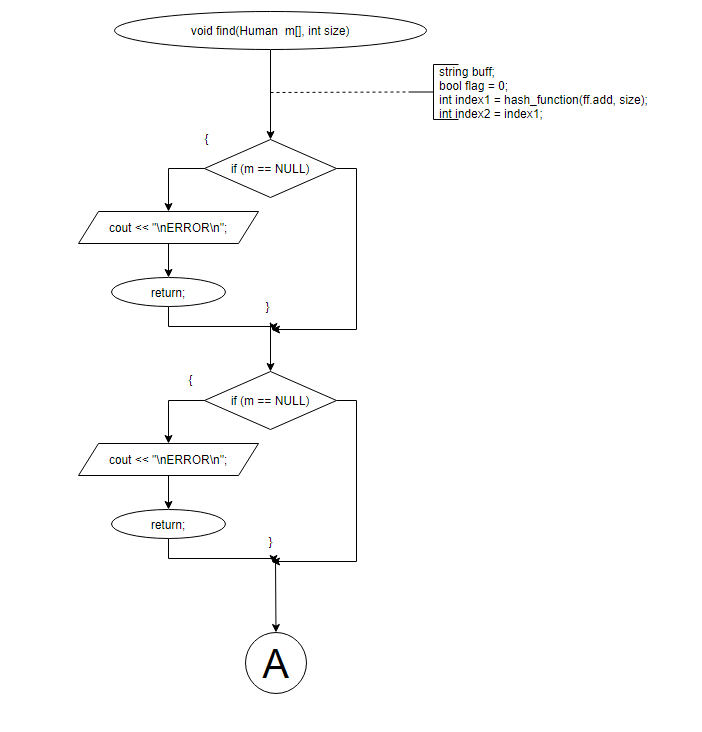 void find(Human m[], int size)
string buff;
bool flag = 0;
int index1 = hash_function(ff.add, size);
int index2 = index1;
{
if (m == NULL)
cout << "\nERROR\n";
return;
}
{
if (m == NULL)
cout << "\nERROR\n";
return;
}
A